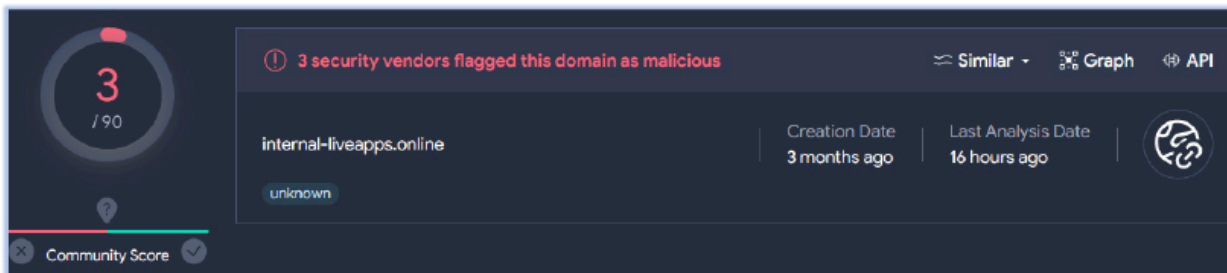 3
/ 90
?
Community Score
3 security vendors flagged this domain as malicious
Similar
Graph
API
internal-liveapps.online
unknown
Creation Date
3 months ago
Last Analysis Date
16 hours ago